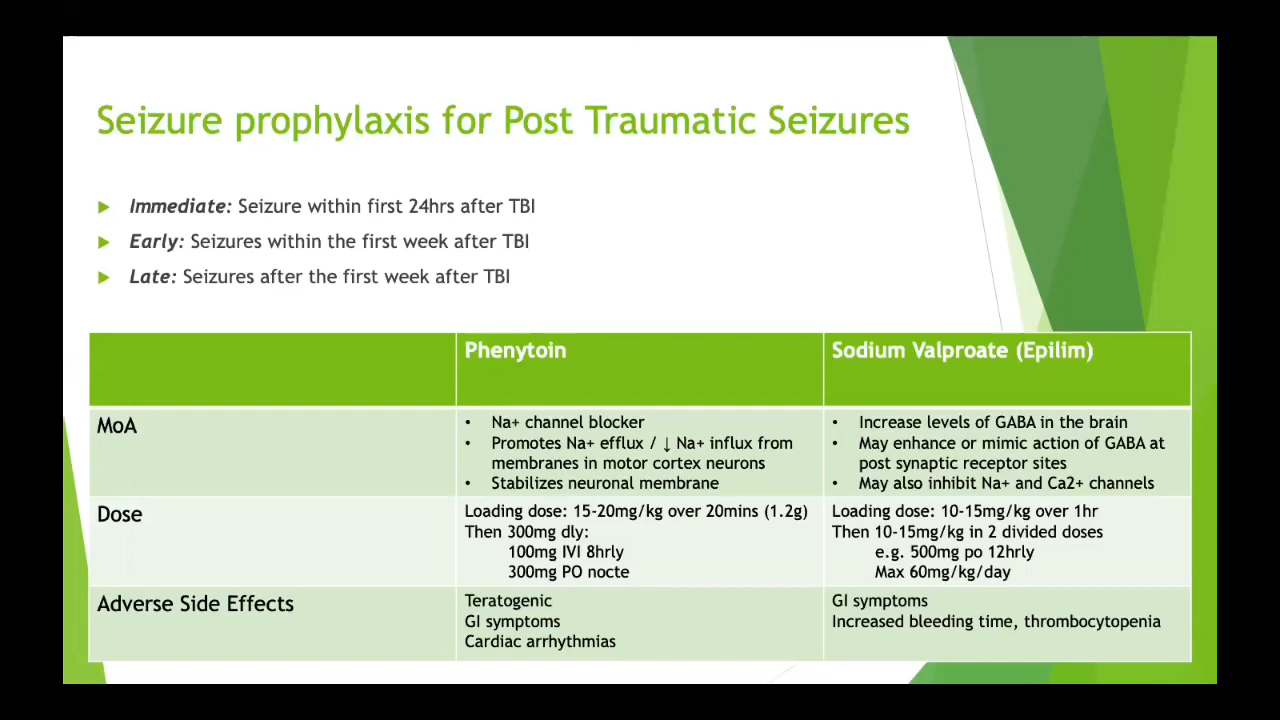 Seizure prophylaxis for Post Traumatic Seizures
Immediate: Seizure within first 24hrs after TBI
Early: Seizures within the first week after TBI
Late: Seizures after the first week after TBI
Phenytoin
Sodium Valproate (Epilim)
MoA
• Na+ channel blocker
• Promotes Na+ efflux / ↓ Na+ influx from
membranes in motor cortex neurons
• Stabilizes neuronal membrane
• Increase levels of GABA in the brain
• May enhance or mimic action of GABA at
post synaptic receptor sites
• May also inhibit Na+ and Ca2+ channels
Dose
Loading dose: 15-20mg/kg over 20mins (1.2g)
Then 300mg dly:
100mg IVI 8hrly
300mg PO nocte
Loading dose: 10-15mg/kg over 1hr
Then 10-15mg/kg in 2 divided doses
e.g. 500mg po 12hrly
Max 60mg/kg/day
Adverse Side Effects
Teratogenic
GI symptoms
Cardiac arrhythmias
GI symptoms
Increased bleeding time, thrombocytopenia